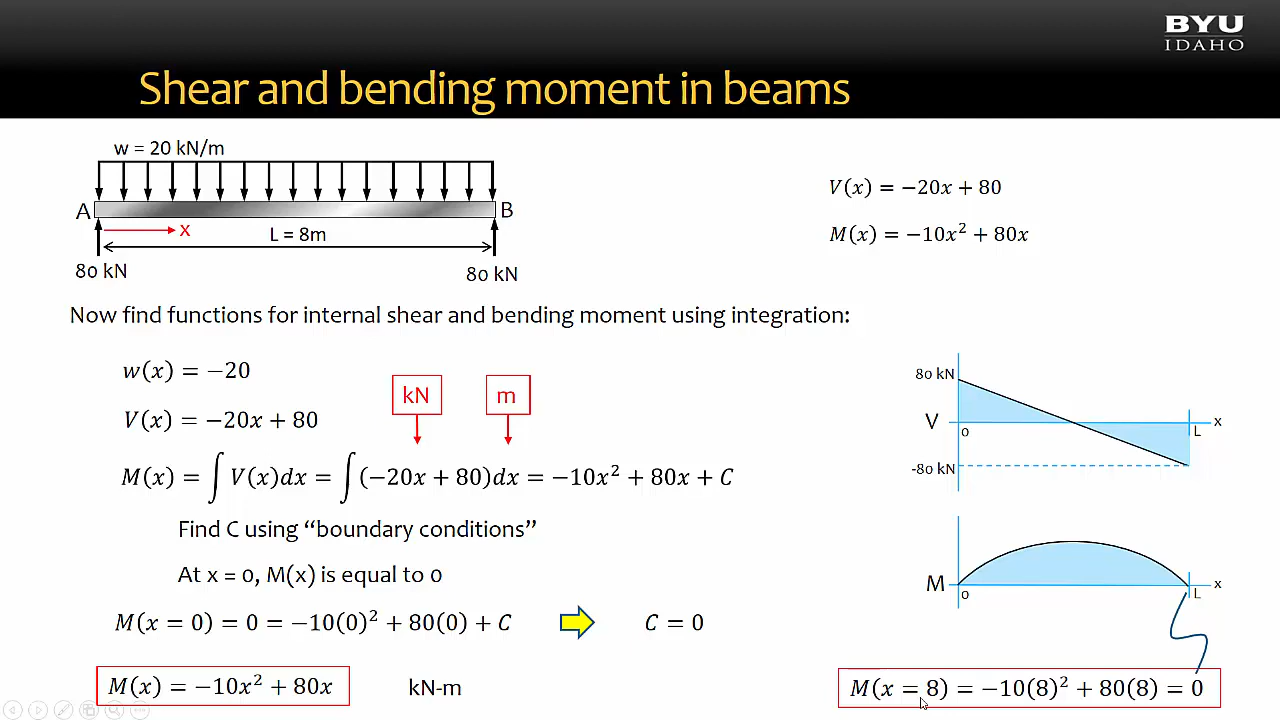 BYU
IDAHO
Shear and bending moment in beams
w = 20 kN/m
A
B
x
L = 8m
80 kN
80 kN
V(x) = −20x + 80
M(x) = −10x² + 80x
Now find functions for internal shear and bending moment using integration:
w(x) = −20
kN
m
V(x) = −20x + 80
M(x) = ∫ V(x)dx = ∫ (−20x + 80)dx = −10x² + 80x + C
Find C using “boundary conditions”
At x = 0, M(x) is equal to 0
M(x = 0) = 0 = −10(0)² + 80(0) + C
C = 0
M(x) = −10x² + 80x
kN-m
80 kN
V
0
L
x
-80 kN
M
0
L
x
M(x = 8) = −10(8)² + 80(8) = 0